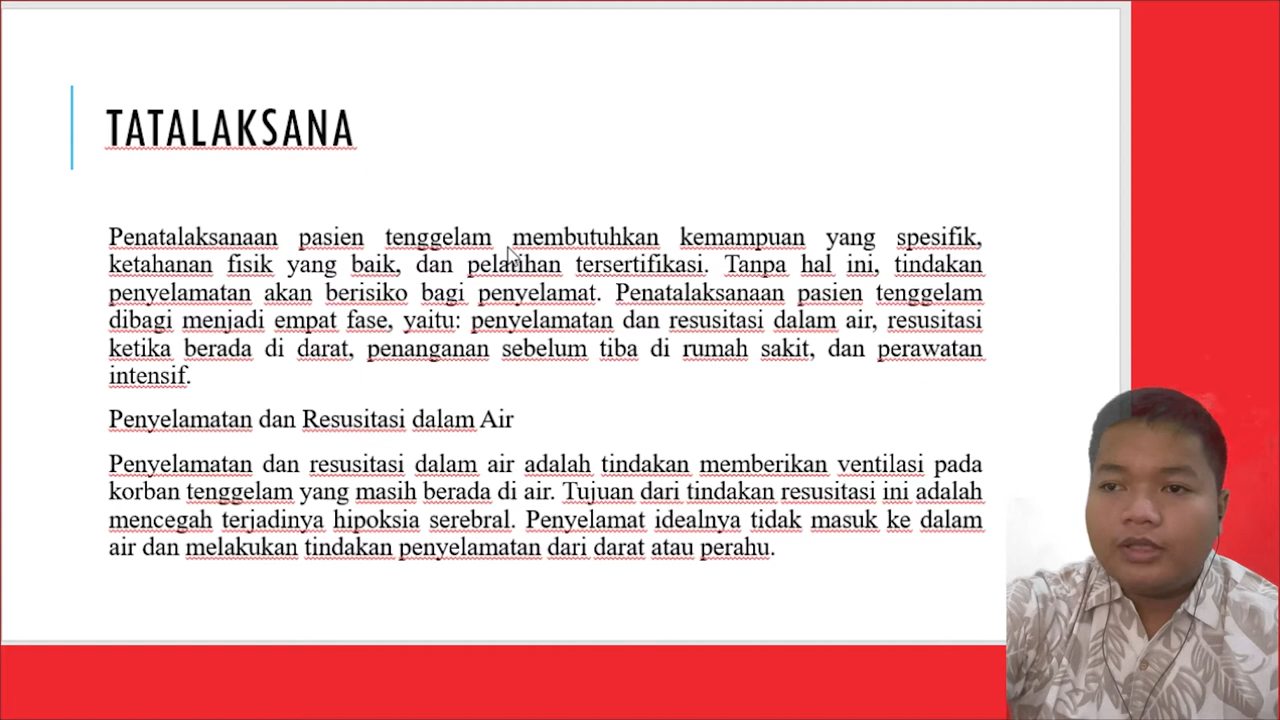 TATALAKSANA
Penatalaksanaan pasien tenggelam membutuhkan kemampuan yang spesifik,
ketahanan fisik yang baik, dan pelatihan tersertifikasi. Tanpa hal ini, tindakan
penyelamatan akan berisiko bagi penyelamat. Penatalaksanaan pasien tenggelam
dibagi menjadi empat fase, yaitu: penyelamatan dan resusitasi dalam air, resusitasi
ketika berada di darat, penanganan sebelum tiba di rumah sakit, dan perawatan
intensif.
Penyelamatan dan Resusitasi dalam Air
Penyelamatan dan resusitasi dalam air adalah tindakan memberikan ventilasi pada
korban tenggelam yang masih berada di air. Tujuan dari tindakan resusitasi ini adalah
mencegah terjadinya hipoksia serebral. Penyelamat idealnya tidak masuk ke dalam
air dan melakukan tindakan penyelamatan dari darat atau perahu.